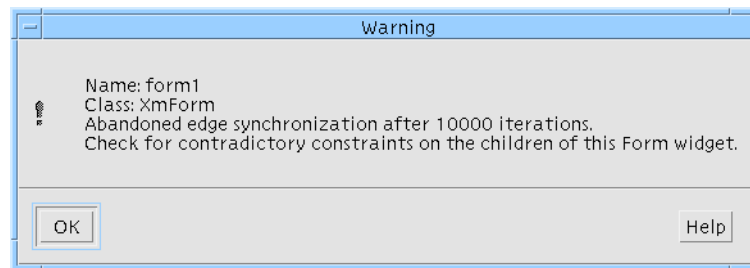 Warning
Name: form1
Class: XmForm
Abandoned edge synchronization after 10000 iterations.
Check for contradictory constraints on the children of this Form widget.
OK
Help